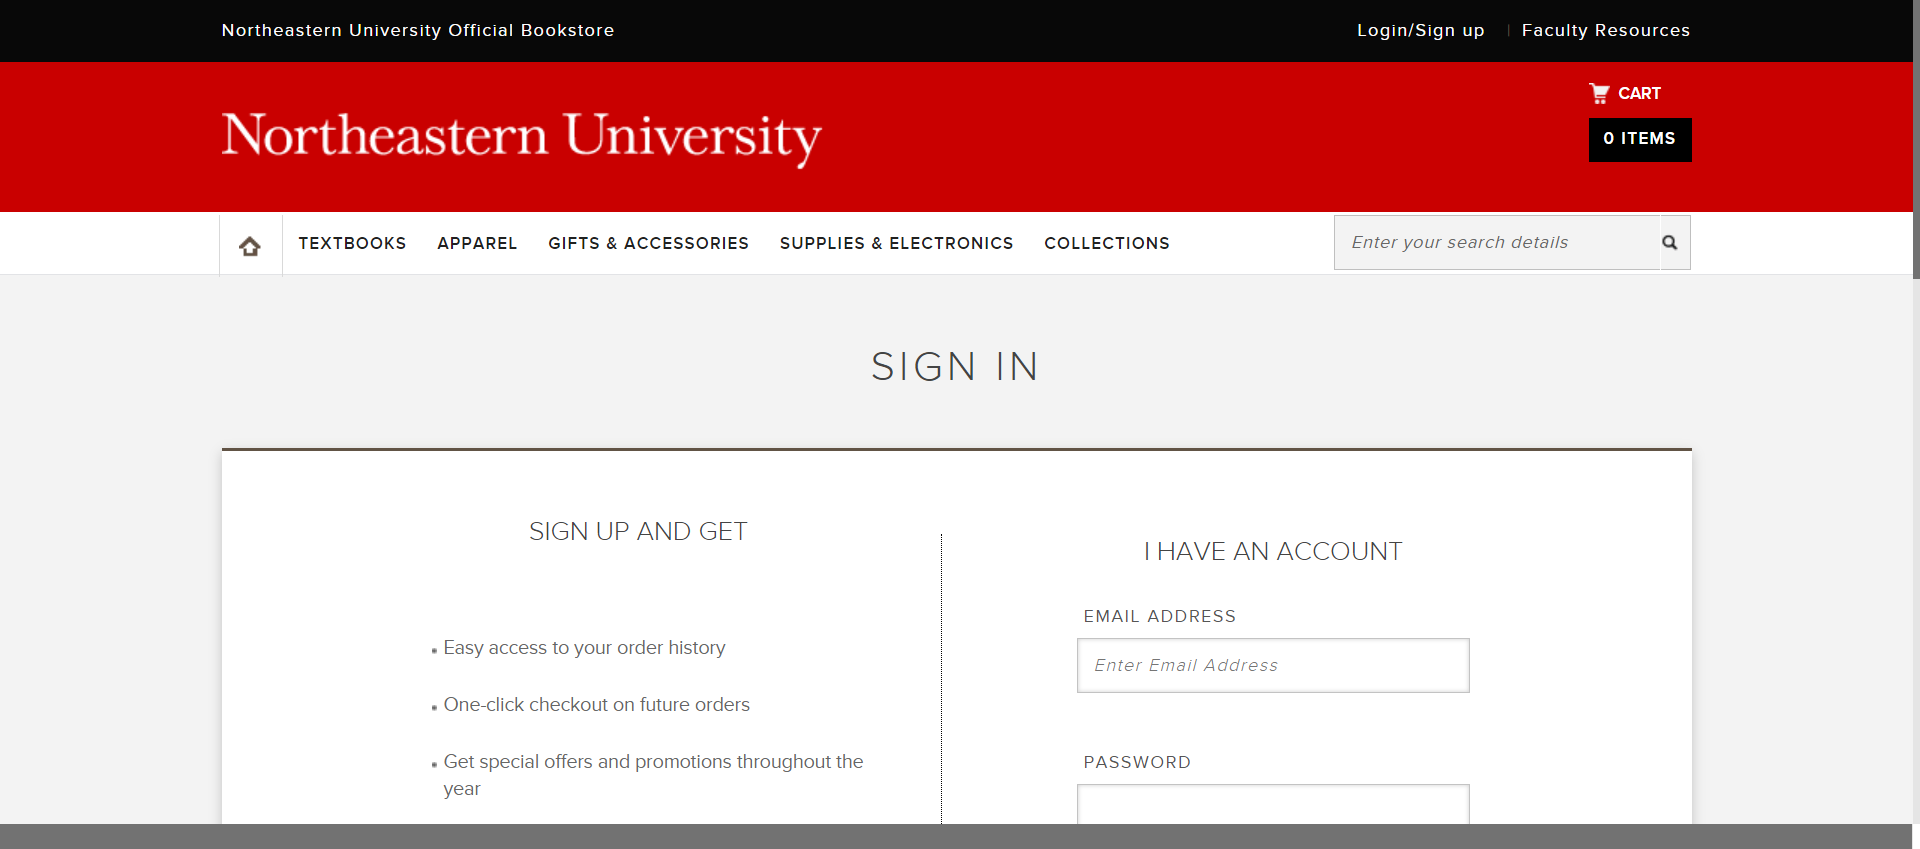 Northeastern University Official Bookstore
Login/Sign up | Faculty Resources
CART
0 ITEMS
Northeastern University
TEXTBOOKS APPAREL GIFTS & ACCESSORIES SUPPLIES & ELECTRONICS COLLECTIONS
Enter your search details
SIGN IN
SIGN UP AND GET
Easy access to your order history
One-click checkout on future orders
Get special offers and promotions throughout the
year
I HAVE AN ACCOUNT
EMAIL ADDRESS
Enter Email Address
PASSWORD